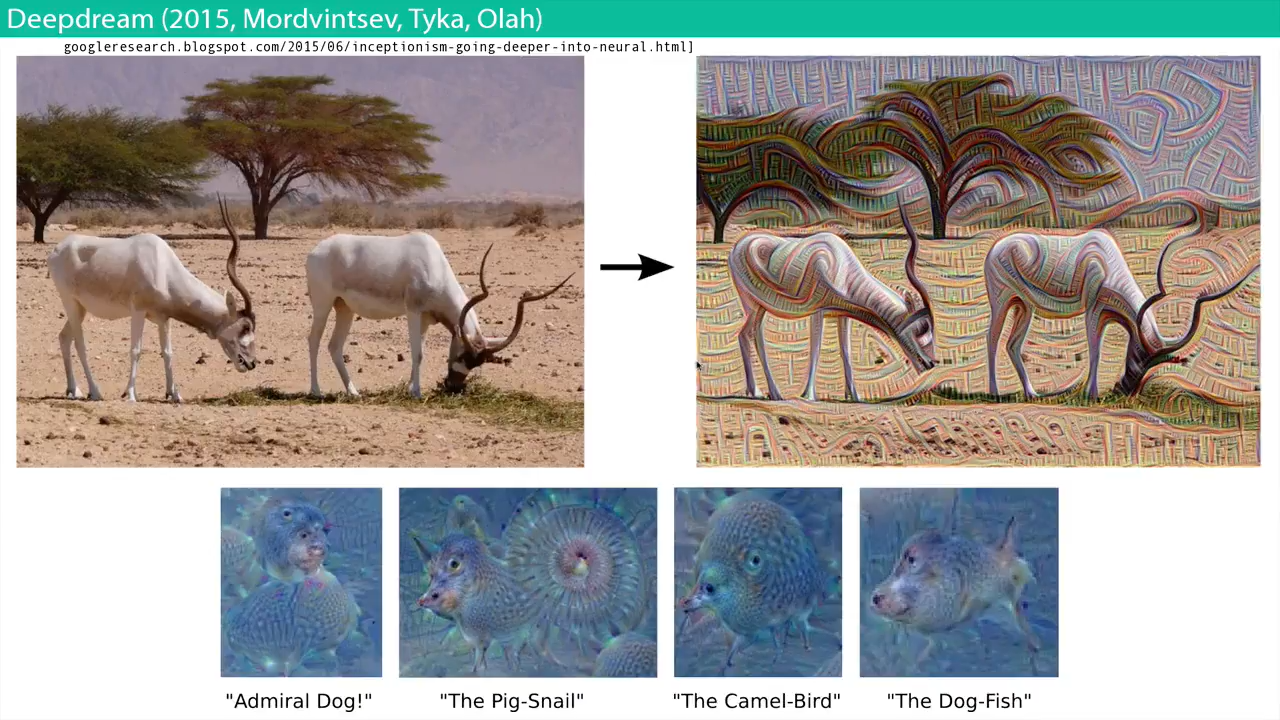 Deepdream (2015, Mordvintsev, Tyka, Olah)
googleresearch.blogspot.com/2015/06/inceptionism-going-deeper-into-neural.html]
"Admiral Dog!" "The Pig-Snail" "The Camel-Bird" "The Dog-Fish"